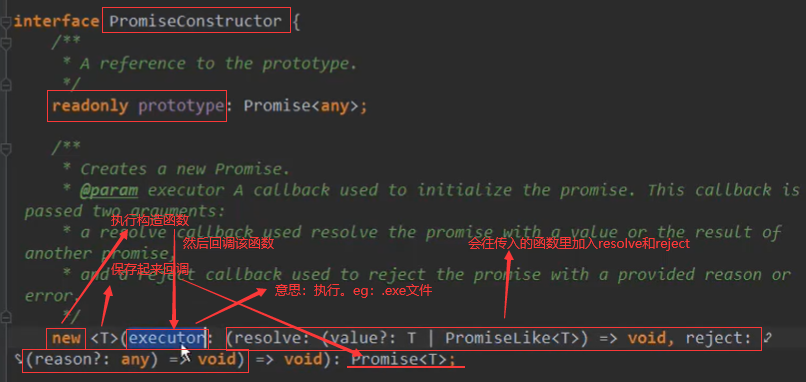 interface PromiseConstructor {
/**
* A reference to the prototype.
*/
readonly prototype: Promise<any>;
/**
* Creates a new Promise.
* @param executor A callback used to initialize the promise. This callback is
passed two arguments:
执行构造函数
* a resolve callback used resolve the promise with a value or the result of
然后回调该函数
会往传入的函数里加入resolve和reject
another promise,
* and a reject callback used to reject the promise with a provided reason or
保存起来回调
error.
意思：执行。eg：.exe文件
*/
new <T>(executor: (resolve: (value?: T | PromiseLike<T>) => void, reject:
(reason?: any) => void) => void): Promise<T>;